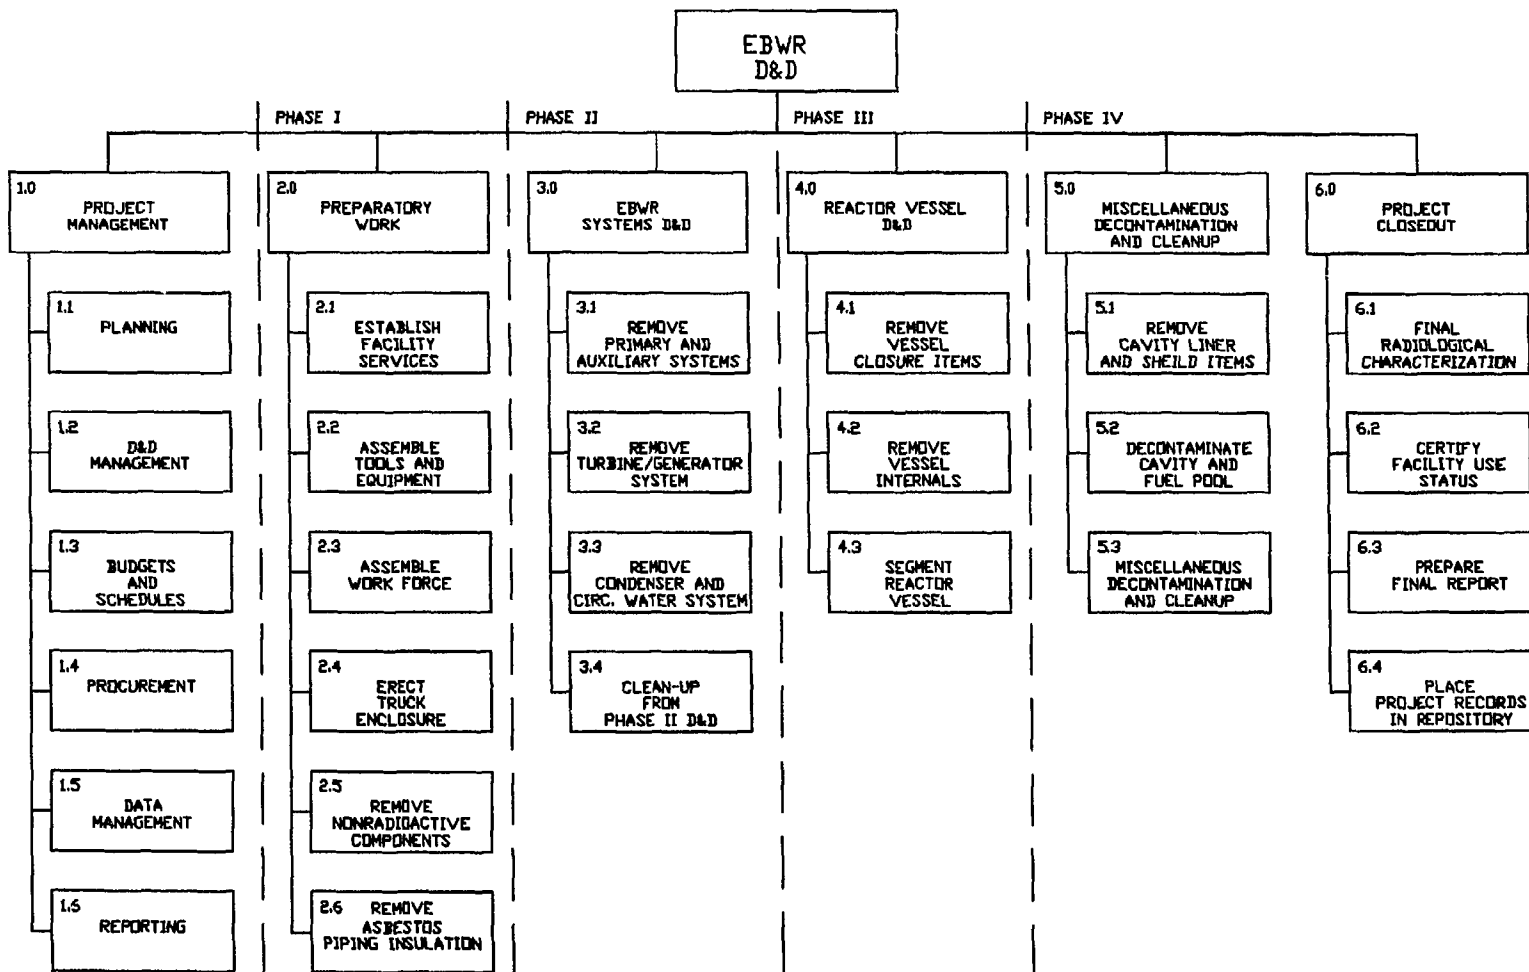 EBWR
D&D
PHASE I
PHASE II
PHASE III
PHASE IV
1.0
PROJECT
MANAGEMENT
2.0
PREPARATORY
WORK
3.0
EBWR
SYSTEMS D&D
4.0
REACTOR VESSEL
D&D
5.0
MISCELLANEOUS
DECONTAMINATION
AND CLEANUP
6.0
PROJECT
CLOSEOUT
1.1
PLANNING
1.2
D&D
MANAGEMENT
1.3
BUDGETS
AND
SCHEDULES
1.4
PROCUREMENT
1.5
DATA
MANAGEMENT
1.6
REPORTING
2.1
ESTABLISH
FACILITY
SERVICES
2.2
ASSEMBLE
TOOLS AND
EQUIPMENT
2.3
ASSEMBLE
WORK FORCE
2.4
ERECT
TRUCK
ENCLOSURE
2.5
REMOVE
NONRADIOACTIVE
COMPONENTS
2.6
REMOVE
ASBESTOS
PIPING INSULATION
3.1
REMOVE
PRIMARY AND
AUXILIARY SYSTEMS
3.2
REMOVE
TURBINE/GENERATOR
SYSTEM
3.3
REMOVE
CONDENSER AND
CIRC. WATER SYSTEM
3.4
CLEAN-UP
FROM
PHASE II D&D
4.1
REMOVE
VESSEL
CLOSURE ITEMS
4.2
REMOVE
VESSEL
INTERNALS
4.3
SEGMENT
REACTOR
VESSEL
5.1
REMOVE
CAVITY LINER
AND SHEILD ITEMS
5.2
DECONTAMINATE
CAVITY AND
FUEL POOL
5.3
MISCELLANEOUS
DECONTAMINATION
AND CLEANUP
6.1
FINAL
RADIOLOGICAL
CHARACTERIZATION
6.2
CERTIFY
FACILITY USE
STATUS
6.3
PREPARE
FINAL REPORT
6.4
PLACE
PROJECT RECORDS
IN REPOSITORY